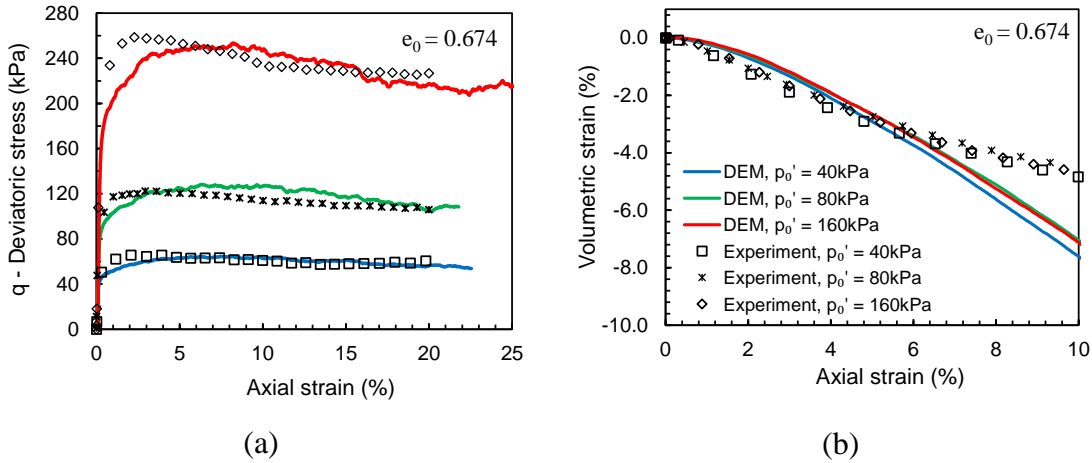 280
240
200
160
120
80
40
0
q - Deviatoric stress (kPa)
e0 = 0.674
0 5 10 15 20 25
Axial strain (%)
(a)
0.0
-2.0
-4.0
-6.0
-8.0
-10.0
Volumetric strain (%)
e0 = 0.674
DEM, p0' = 40kPa
DEM, p0' = 80kPa
DEM, p0' = 160kPa
Experiment, p0' = 40kPa
Experiment, p0' = 80kPa
Experiment, p0' = 160kPa
0 2 4 6 8 10
Axial strain (%)
(b)